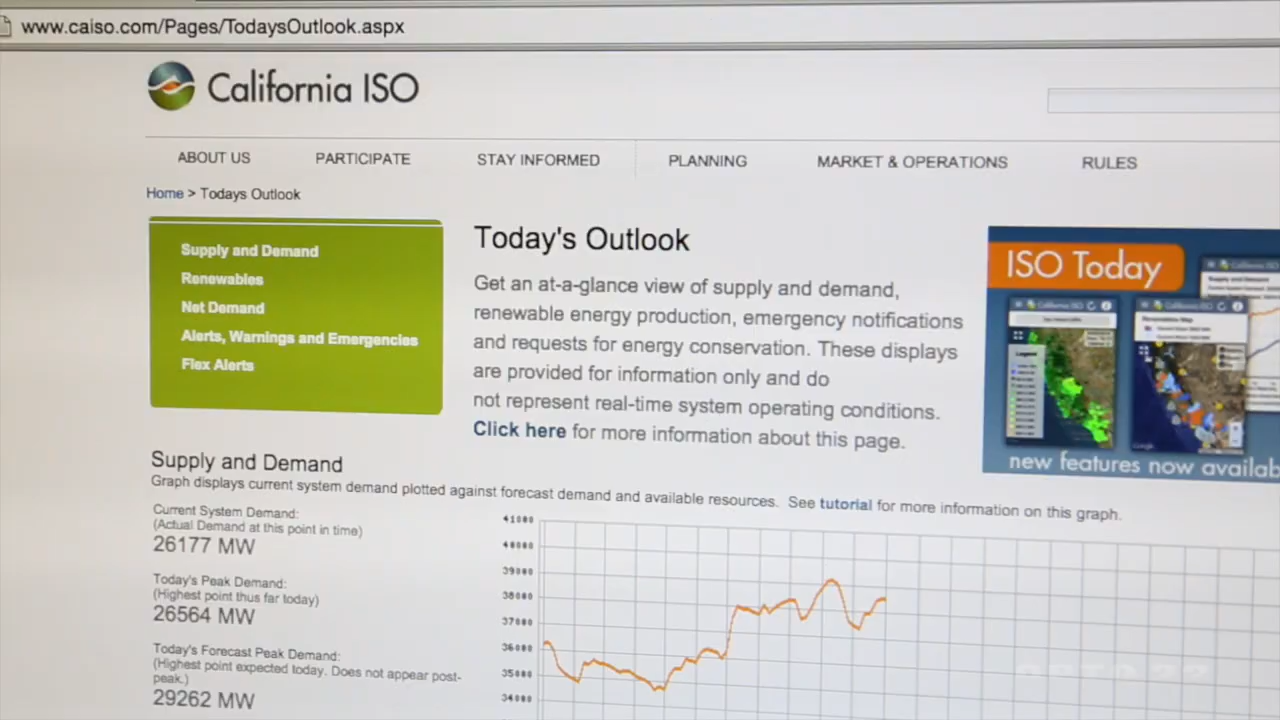 www.caiso.com/Pages/TodaysOutlook.aspx
California ISO
ABOUT US PARTICIPATE STAY INFORMED PLANNING MARKET & OPERATIONS RULES
Home > Todays Outlook
Supply and Demand
Renewables
Net Demand
Alerts, Warnings and Emergencies
Flex Alerts
Today's Outlook
Get an at-a-glance view of supply and demand,
renewable energy production, emergency notifications
and requests for energy conservation. These displays
are provided for information only and do
not represent real-time system operating conditions.
Click here for more information about this page.
ISO Today
California ISO
California ISO
Legend
new features now availab
Supply and Demand
Graph displays current system demand plotted against forecast demand and available resources. See tutorial for more information on this graph.
Current System Demand:
(Actual Demand at this point in time)
26177 MW
Today's Peak Demand:
(Highest point thus far today)
26564 MW
Today's Forecast Peak Demand:
(Highest point expected today. Does not appear post-
peak.)
29262 MW
41000
40000
39000
38000
37000
36000
35000
34000